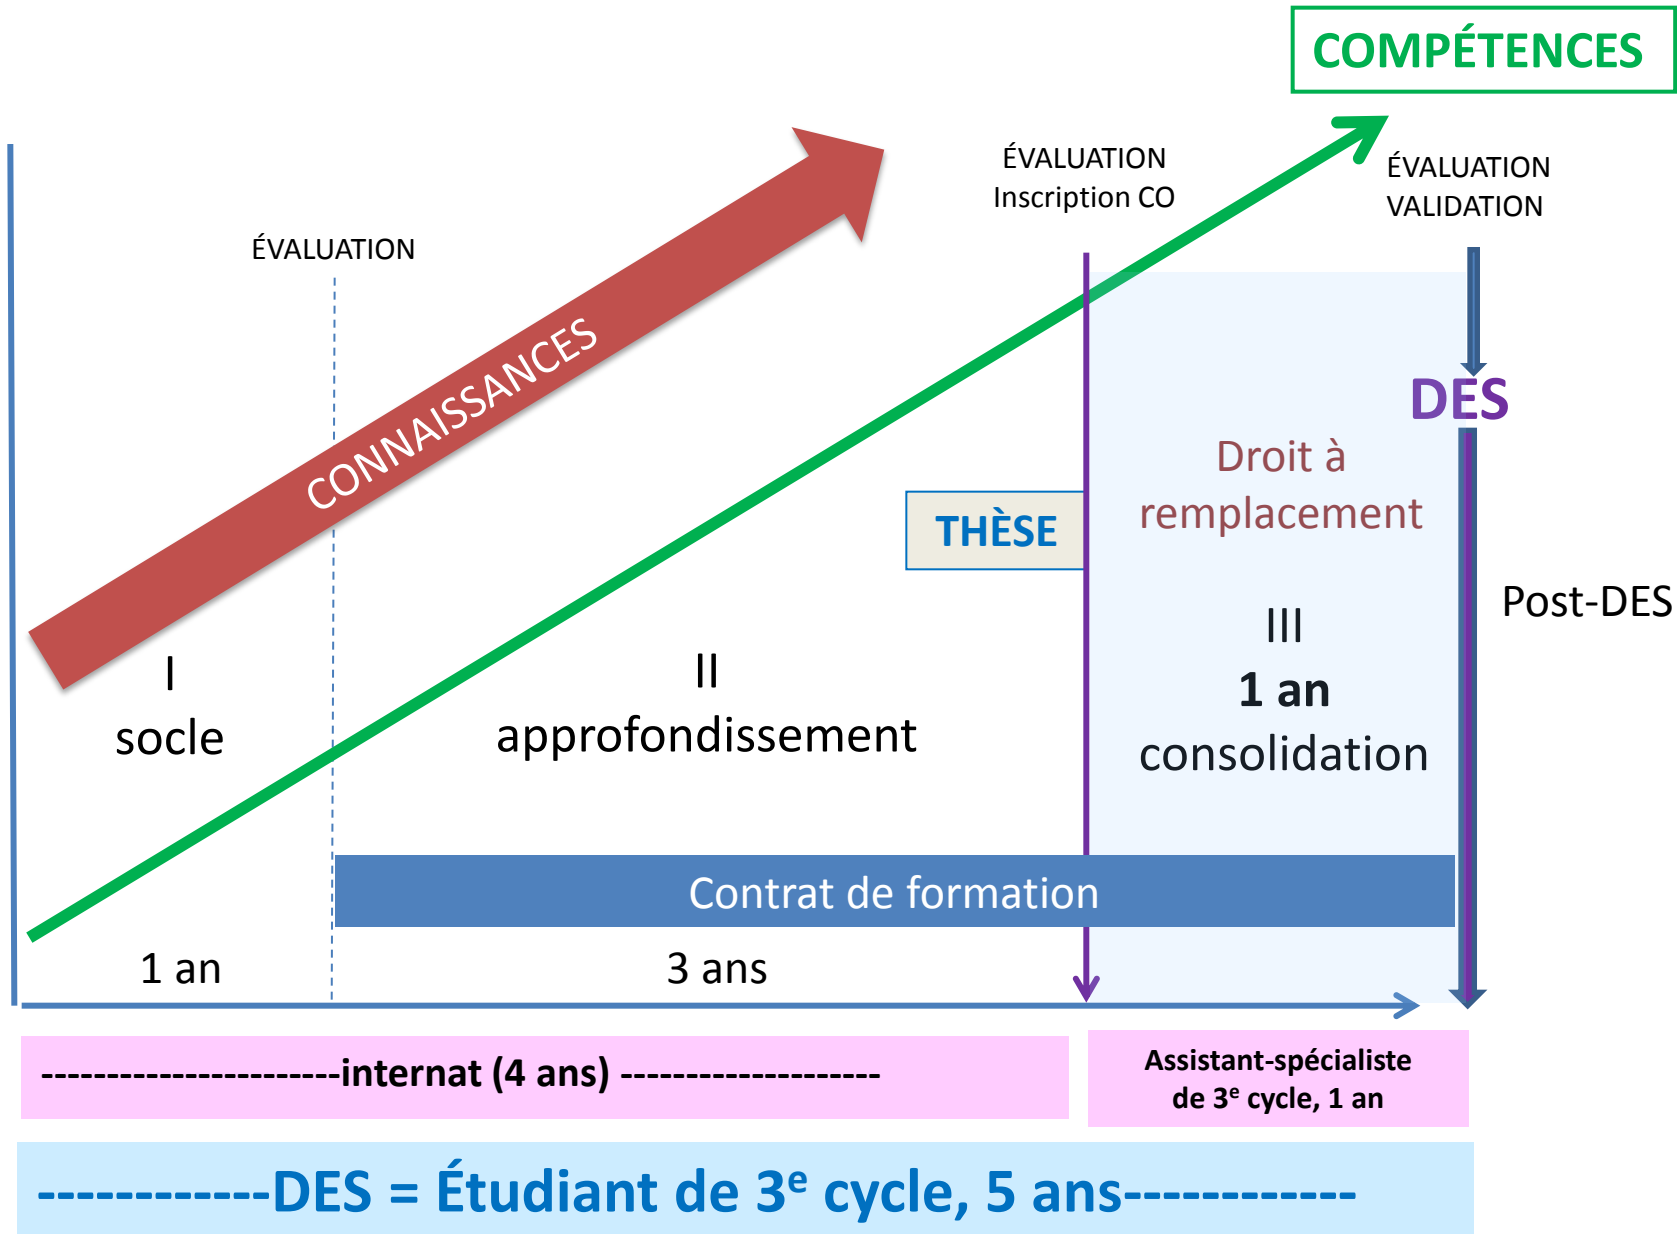 COMPÉTENCES
ÉVALUATION
Inscription CO
ÉVALUATION
VALIDATION
ÉVALUATION
CONNAISSANCES
DES
Droit à
remplacement
THÈSE
Post-DES
I
socle
II
approfondissement
III
1 an
consolidation
Contrat de formation
1 an
3 ans
-----------------------internat (4 ans) --------------------
Assistant-spécialiste
de 3e cycle, 1 an
------------DES = Étudiant de 3e cycle, 5 ans------------